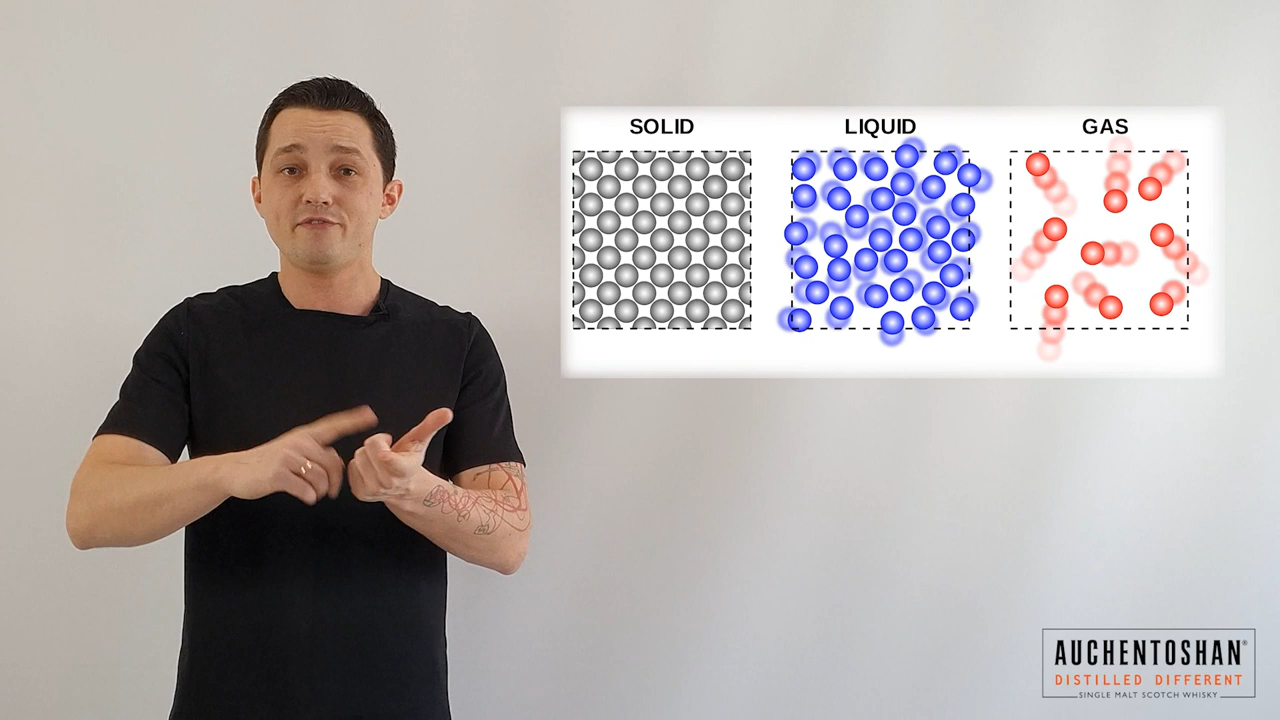 SOLID
LIQUID
GAS
AUCHENTOSHAN®
DISTILLED DIFFERENT
SINGLE MALT SCOTCH WHISKY